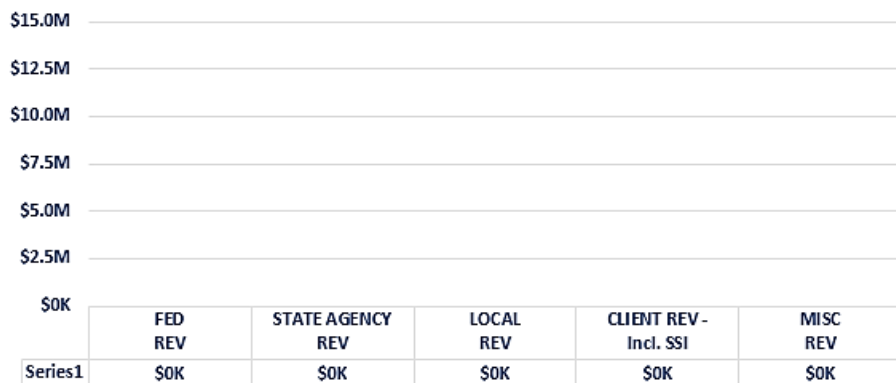 $15.0M
$12.5M
$10.0M
$7.5M
$5.0M
$2.5M
$0K
FED STATE AGENCY LOCAL CLIENT REV - MISC
REV REV REV Incl. SSI REV
Series1 $0K $0K $0K $0K $0K